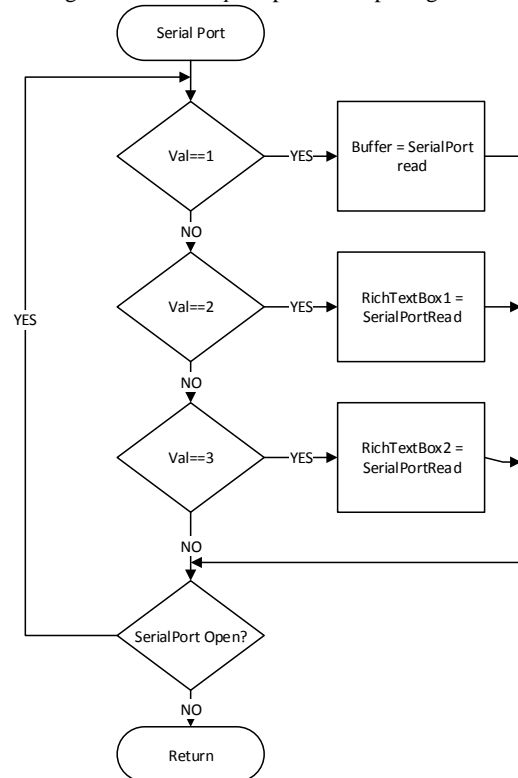 Serial Port
Val==1
YES
Buffer = SerialPort
read
NO
Val==2
YES
RichTextBox1 =
SerialPortRead
YES
NO
Val==3
YES
RichTextBox2 =
SerialPortRead
NO
SerialPort Open?
NO
Return